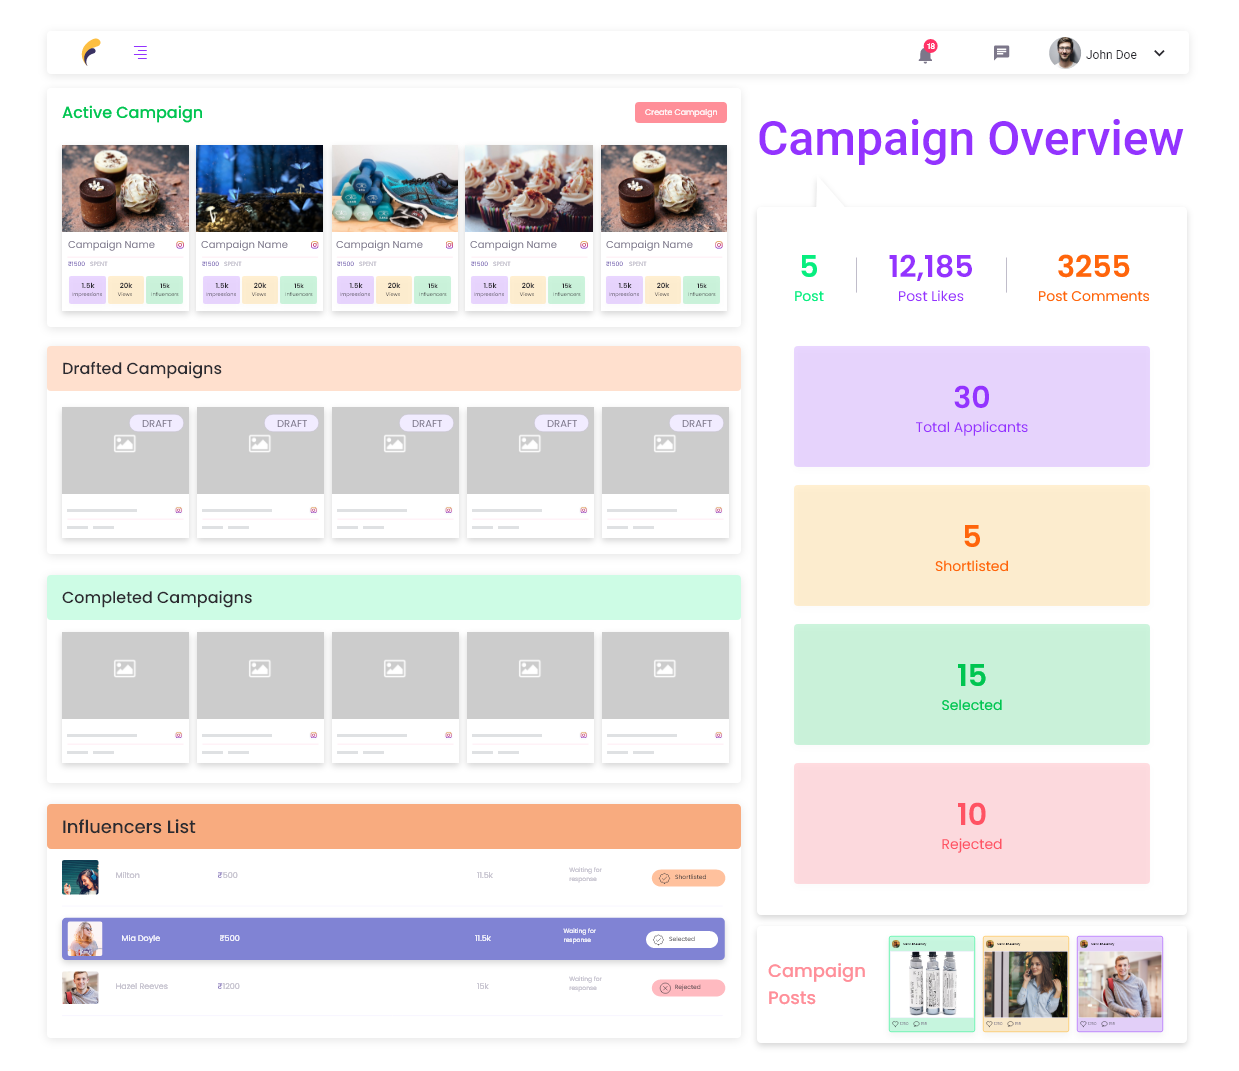 18
John Doe
Active Campaign
Create Campaign
Campaign Name
₹1500 SPENT
1.5k
Impressions
20k
Views
15k
Influencers
Campaign Name
₹1500 SPENT
1.5k
Impressions
20k
Views
15k
Influencers
Campaign Name
₹1500 SPENT
1.5k
Impressions
20k
Views
15k
Influencers
Campaign Name
₹1500 SPENT
1.5k
Impressions
20k
Views
15k
Influencers
Campaign Name
₹1500 SPENT
1.5k
Impressions
20k
Views
15k
Influencers
Drafted Campaigns
DRAFT
DRAFT
DRAFT
DRAFT
DRAFT
Completed Campaigns
Influencers List
Milton ₹500 11.5k Waiting for
response
Shortlisted
Mia Doyle ₹500 11.5k Waiting for
response
Selected
Hazel Reeves ₹1200 15k Waiting for
response
Rejected
Campaign Overview
5
Post
12,185
Post Likes
3255
Post Comments
30
Total Applicants
5
Shortlisted
15
Selected
10
Rejected
Campaign
Posts